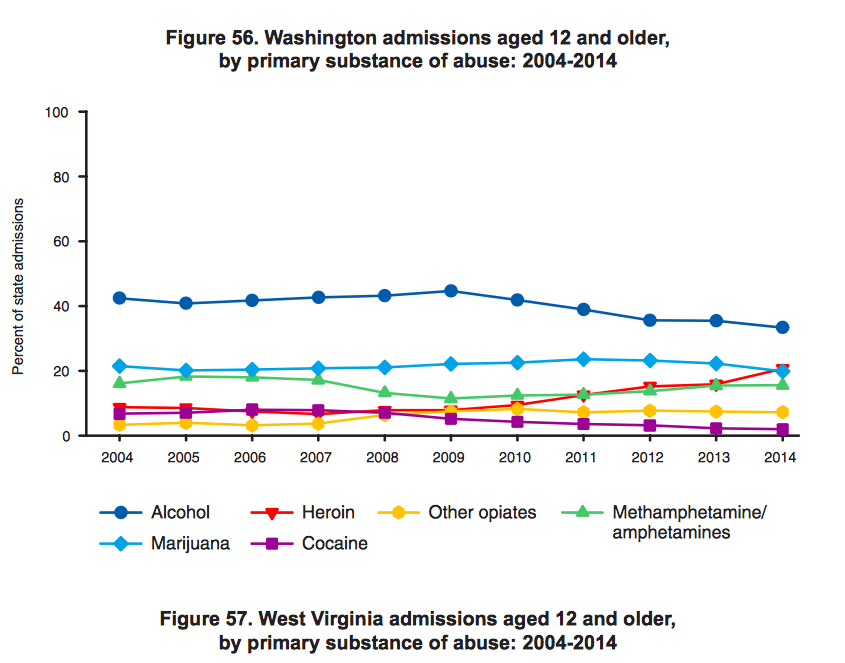 Figure 56. Washington admissions aged 12 and older,
by primary substance of abuse: 2004-2014
100
80
60
40
20
0
Percent of state admissions
2004 2005 2006 2007 2008 2009 2010 2011 2012 2013 2014
Alcohol Heroin Other opiates Methamphetamine/
amphetamines
Marijuana Cocaine
Figure 57. West Virginia admissions aged 12 and older,
by primary substance of abuse: 2004-2014